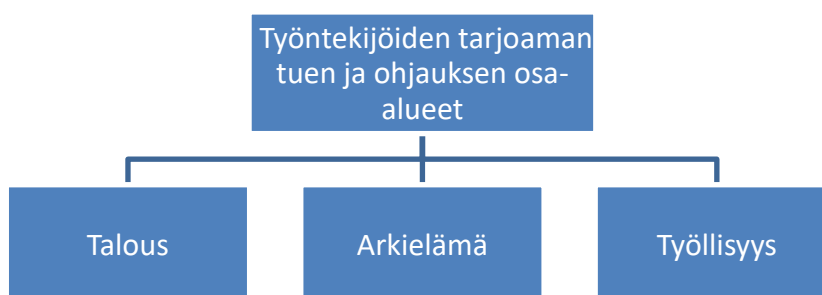 Työntekijöiden tarjoaman
tuen ja ohjauksen osa-
alueet
Talous
Arkielämä
Työllisyys